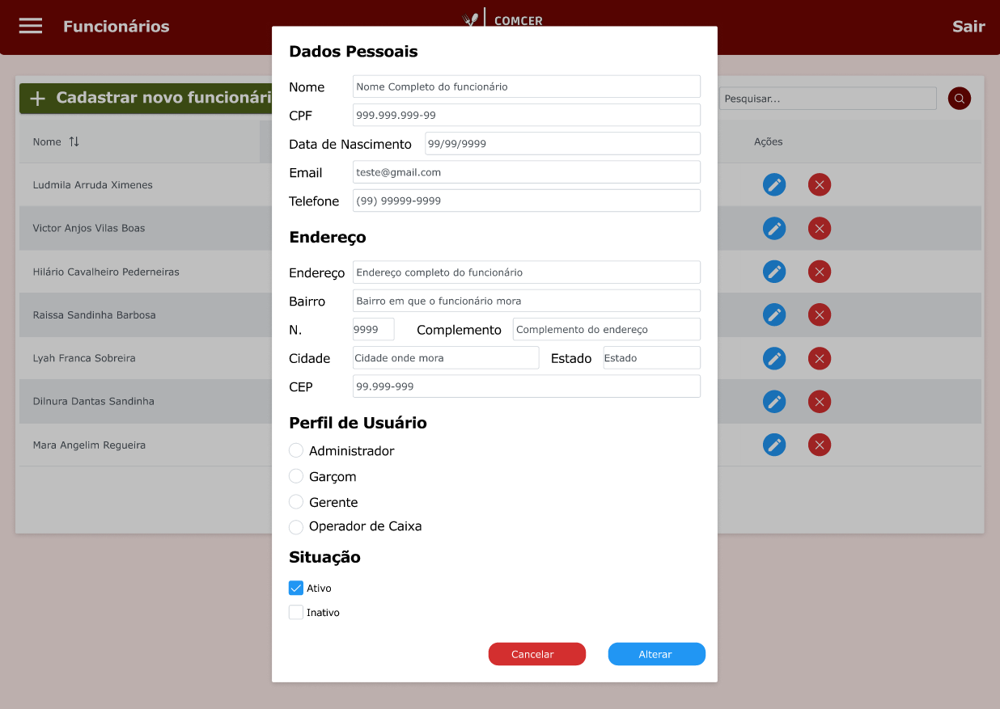 Funcionários
COMCER
Sair
Cadastrar novo funcionári
Pesquisar...
Nome
Ações
Ludmila Arruda Ximenes
Victor Anjos Vilas Boas
Hilário Cavalheiro Pederneiras
Raissa Sandinha Barbosa
Lyah Franca Sobreira
Dilnura Dantas Sandinha
Mara Angelim Regueira
Dados Pessoais
Nome Nome Completo do funcionário
CPF 999.999.999-99
Data de Nascimento 99/99/9999
Email teste@gmail.com
Telefone (99) 99999-9999
Endereço
Endereço Endereço completo do funcionário
Bairro Bairro em que o funcionário mora
N. 9999 Complemento Complemento do endereço
Cidade Cidade onde mora Estado Estado
CEP 99.999-999
Perfil de Usuário
Administrador
Garçom
Gerente
Operador de Caixa
Situação
Ativo
Inativo
Cancelar Alterar